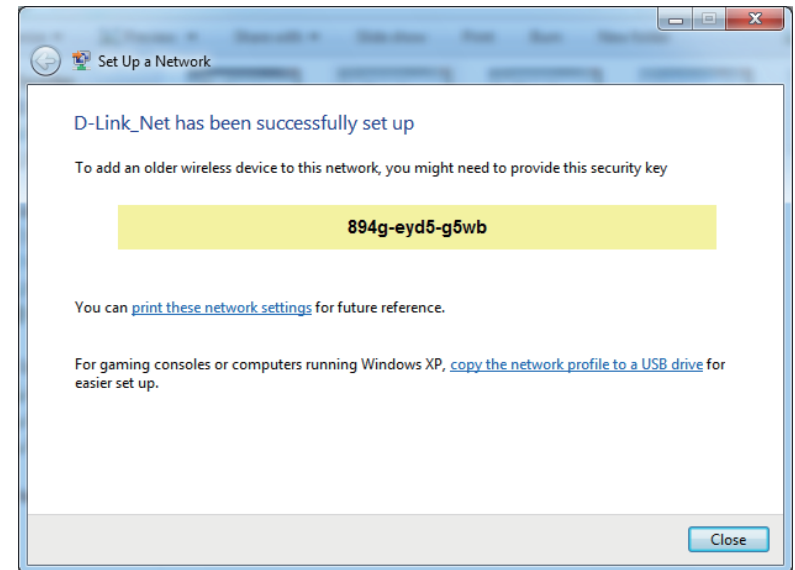 Set Up a Network
D-Link_Net has been successfully set up
To add an older wireless device to this network, you might need to provide this security key
894g-eyd5-g5wb
You can print these network settings for future reference.
For gaming consoles or computers running Windows XP, copy the network profile to a USB drive for
easier set up.
Close